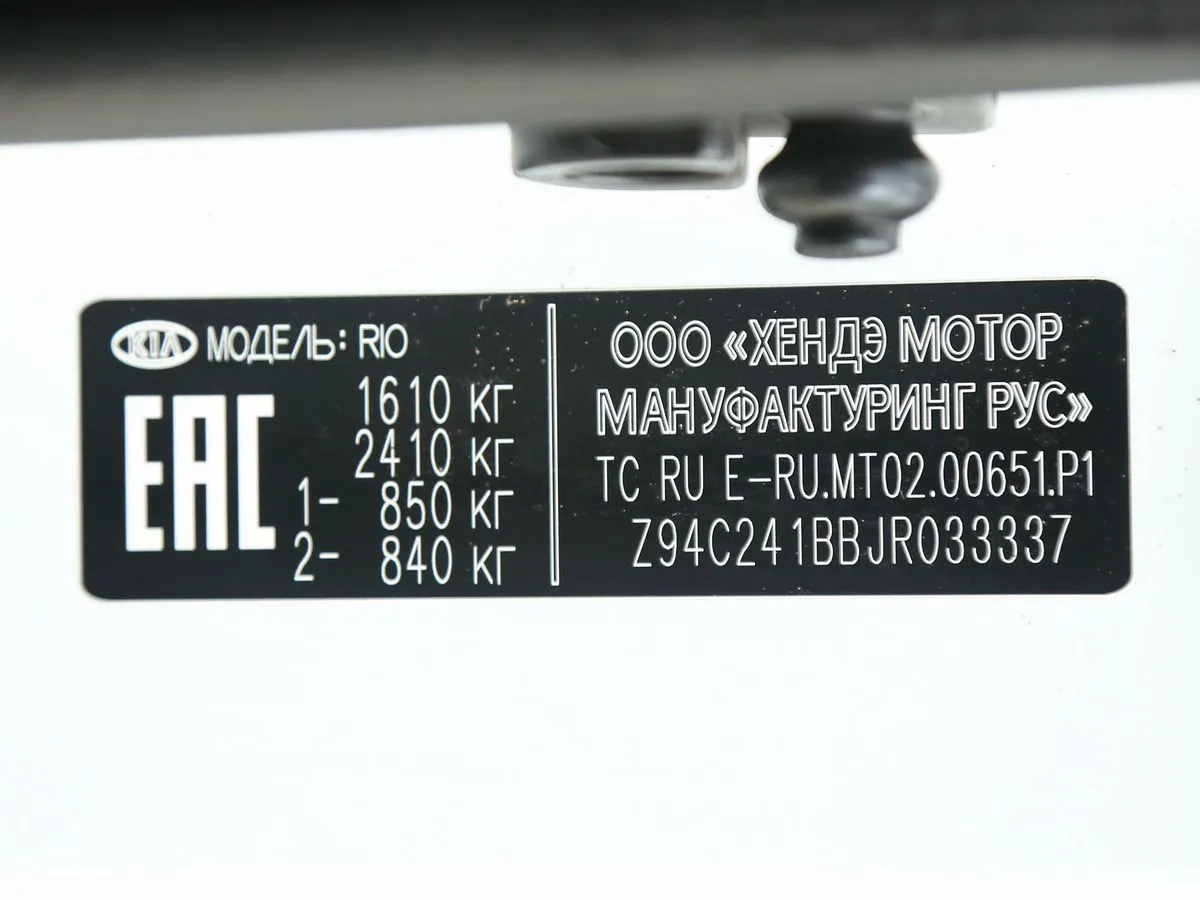 KIA МОДЕЛЬ: RIO
EAC
1610 КГ
2410 КГ
1- 850 КГ
2- 840 КГ
ООО «ХЕНДЭ МОТОР
МАНУФАКТУРИНГ РУС»
ТС RU E-RU.MT02.00651.P1
Z94C241BBJR033337